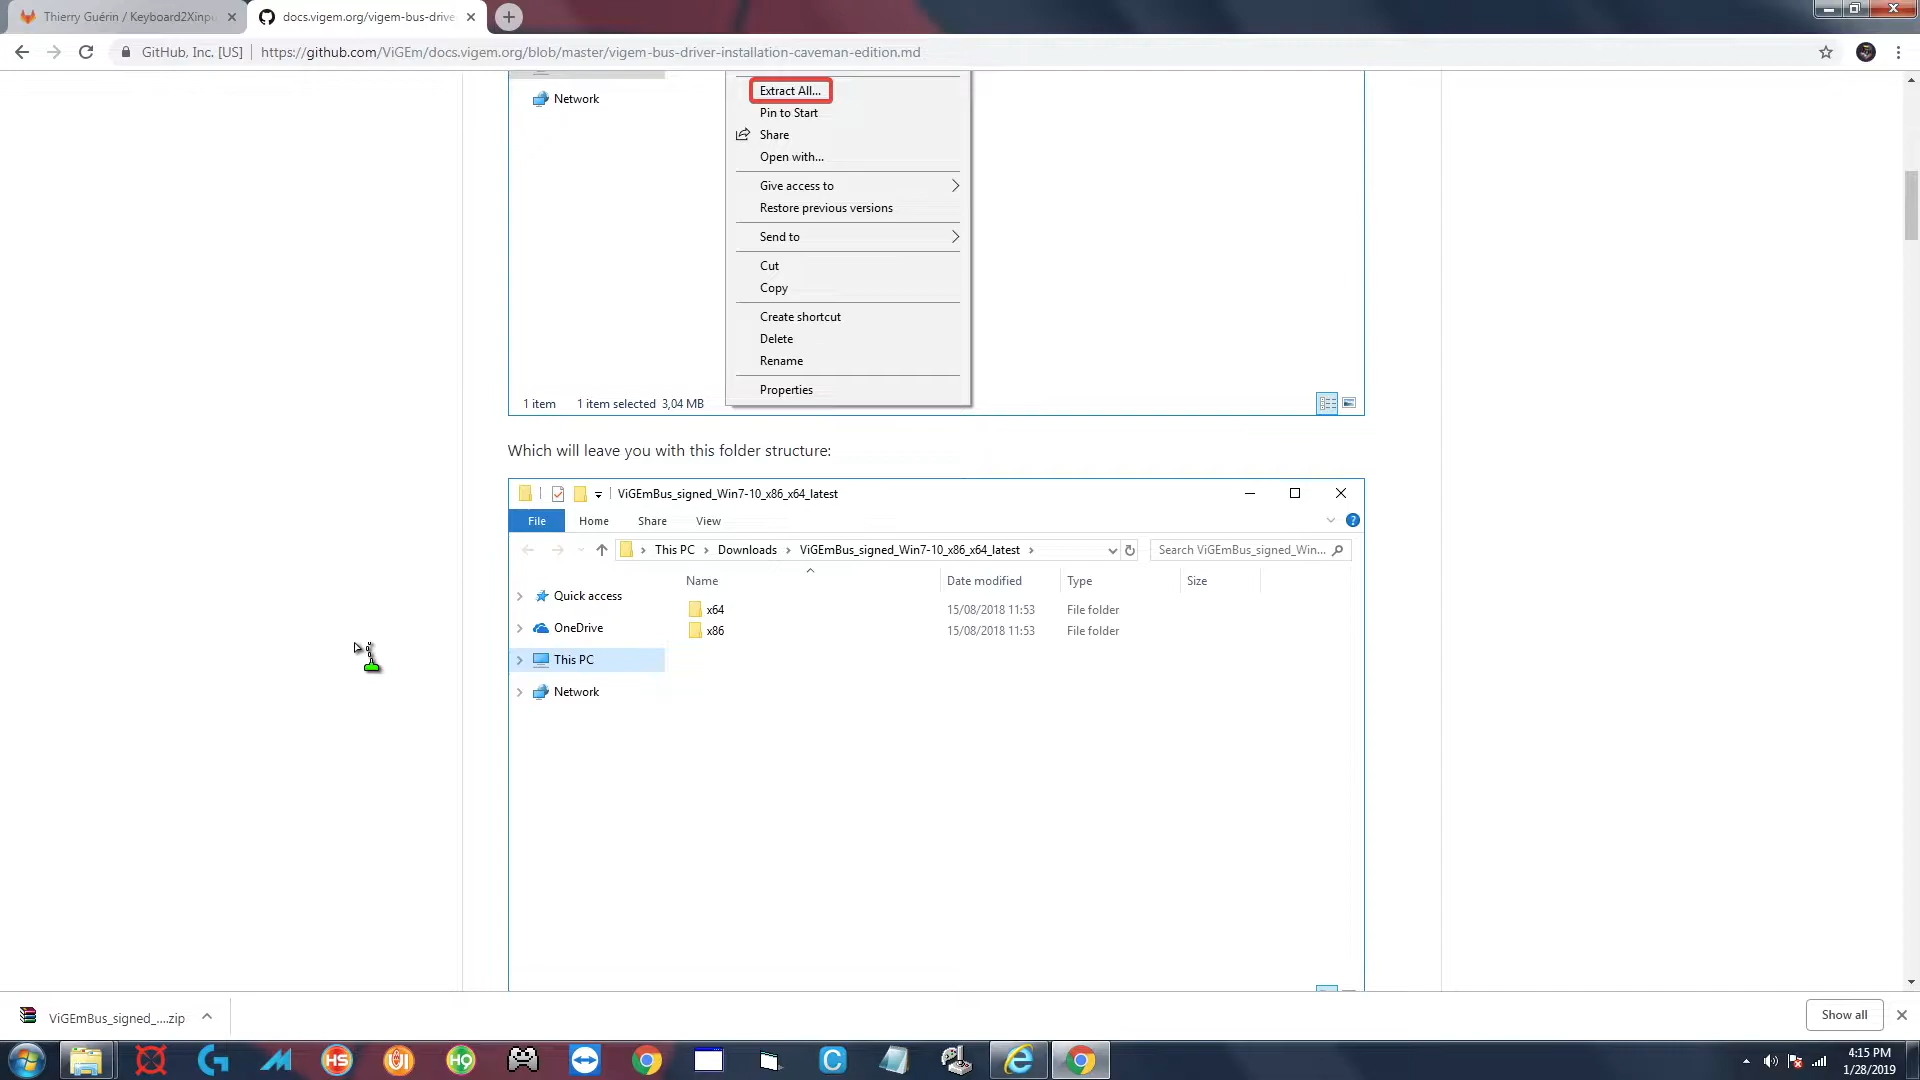 Thierry Guérin / Keyboard2Xinpu
docs.vigem.org/vigem-bus-drive
GitHub, Inc. [US]
https://github.com/ViGEm/docs.vigem.org/blob/master/vigem-bus-driver-installation-caveman-edition.md
Extract All...
Network
Pin to Start
Share
Open with...
Give access to
Restore previous versions
Send to
Cut
Copy
Create shortcut
Delete
Rename
Properties
1 item 1 item selected 3,04 MB
Which will leave you with this folder structure:
ViGEmBus_signed_Win7-10_x86_x64_latest
File Home Share View
This PC Downloads ViGEmBus_signed_Win7-10_x86_x64_latest Search ViGEmBus_signed_Win...
Name Date modified Type Size
Quick access
x64 15/08/2018 11:53 File folder
OneDrive
x86 15/08/2018 11:53 File folder
This PC
Network
ViGEmBus_signed_....zip
Show all
HS
HQ
4:15 PM
1/28/2019